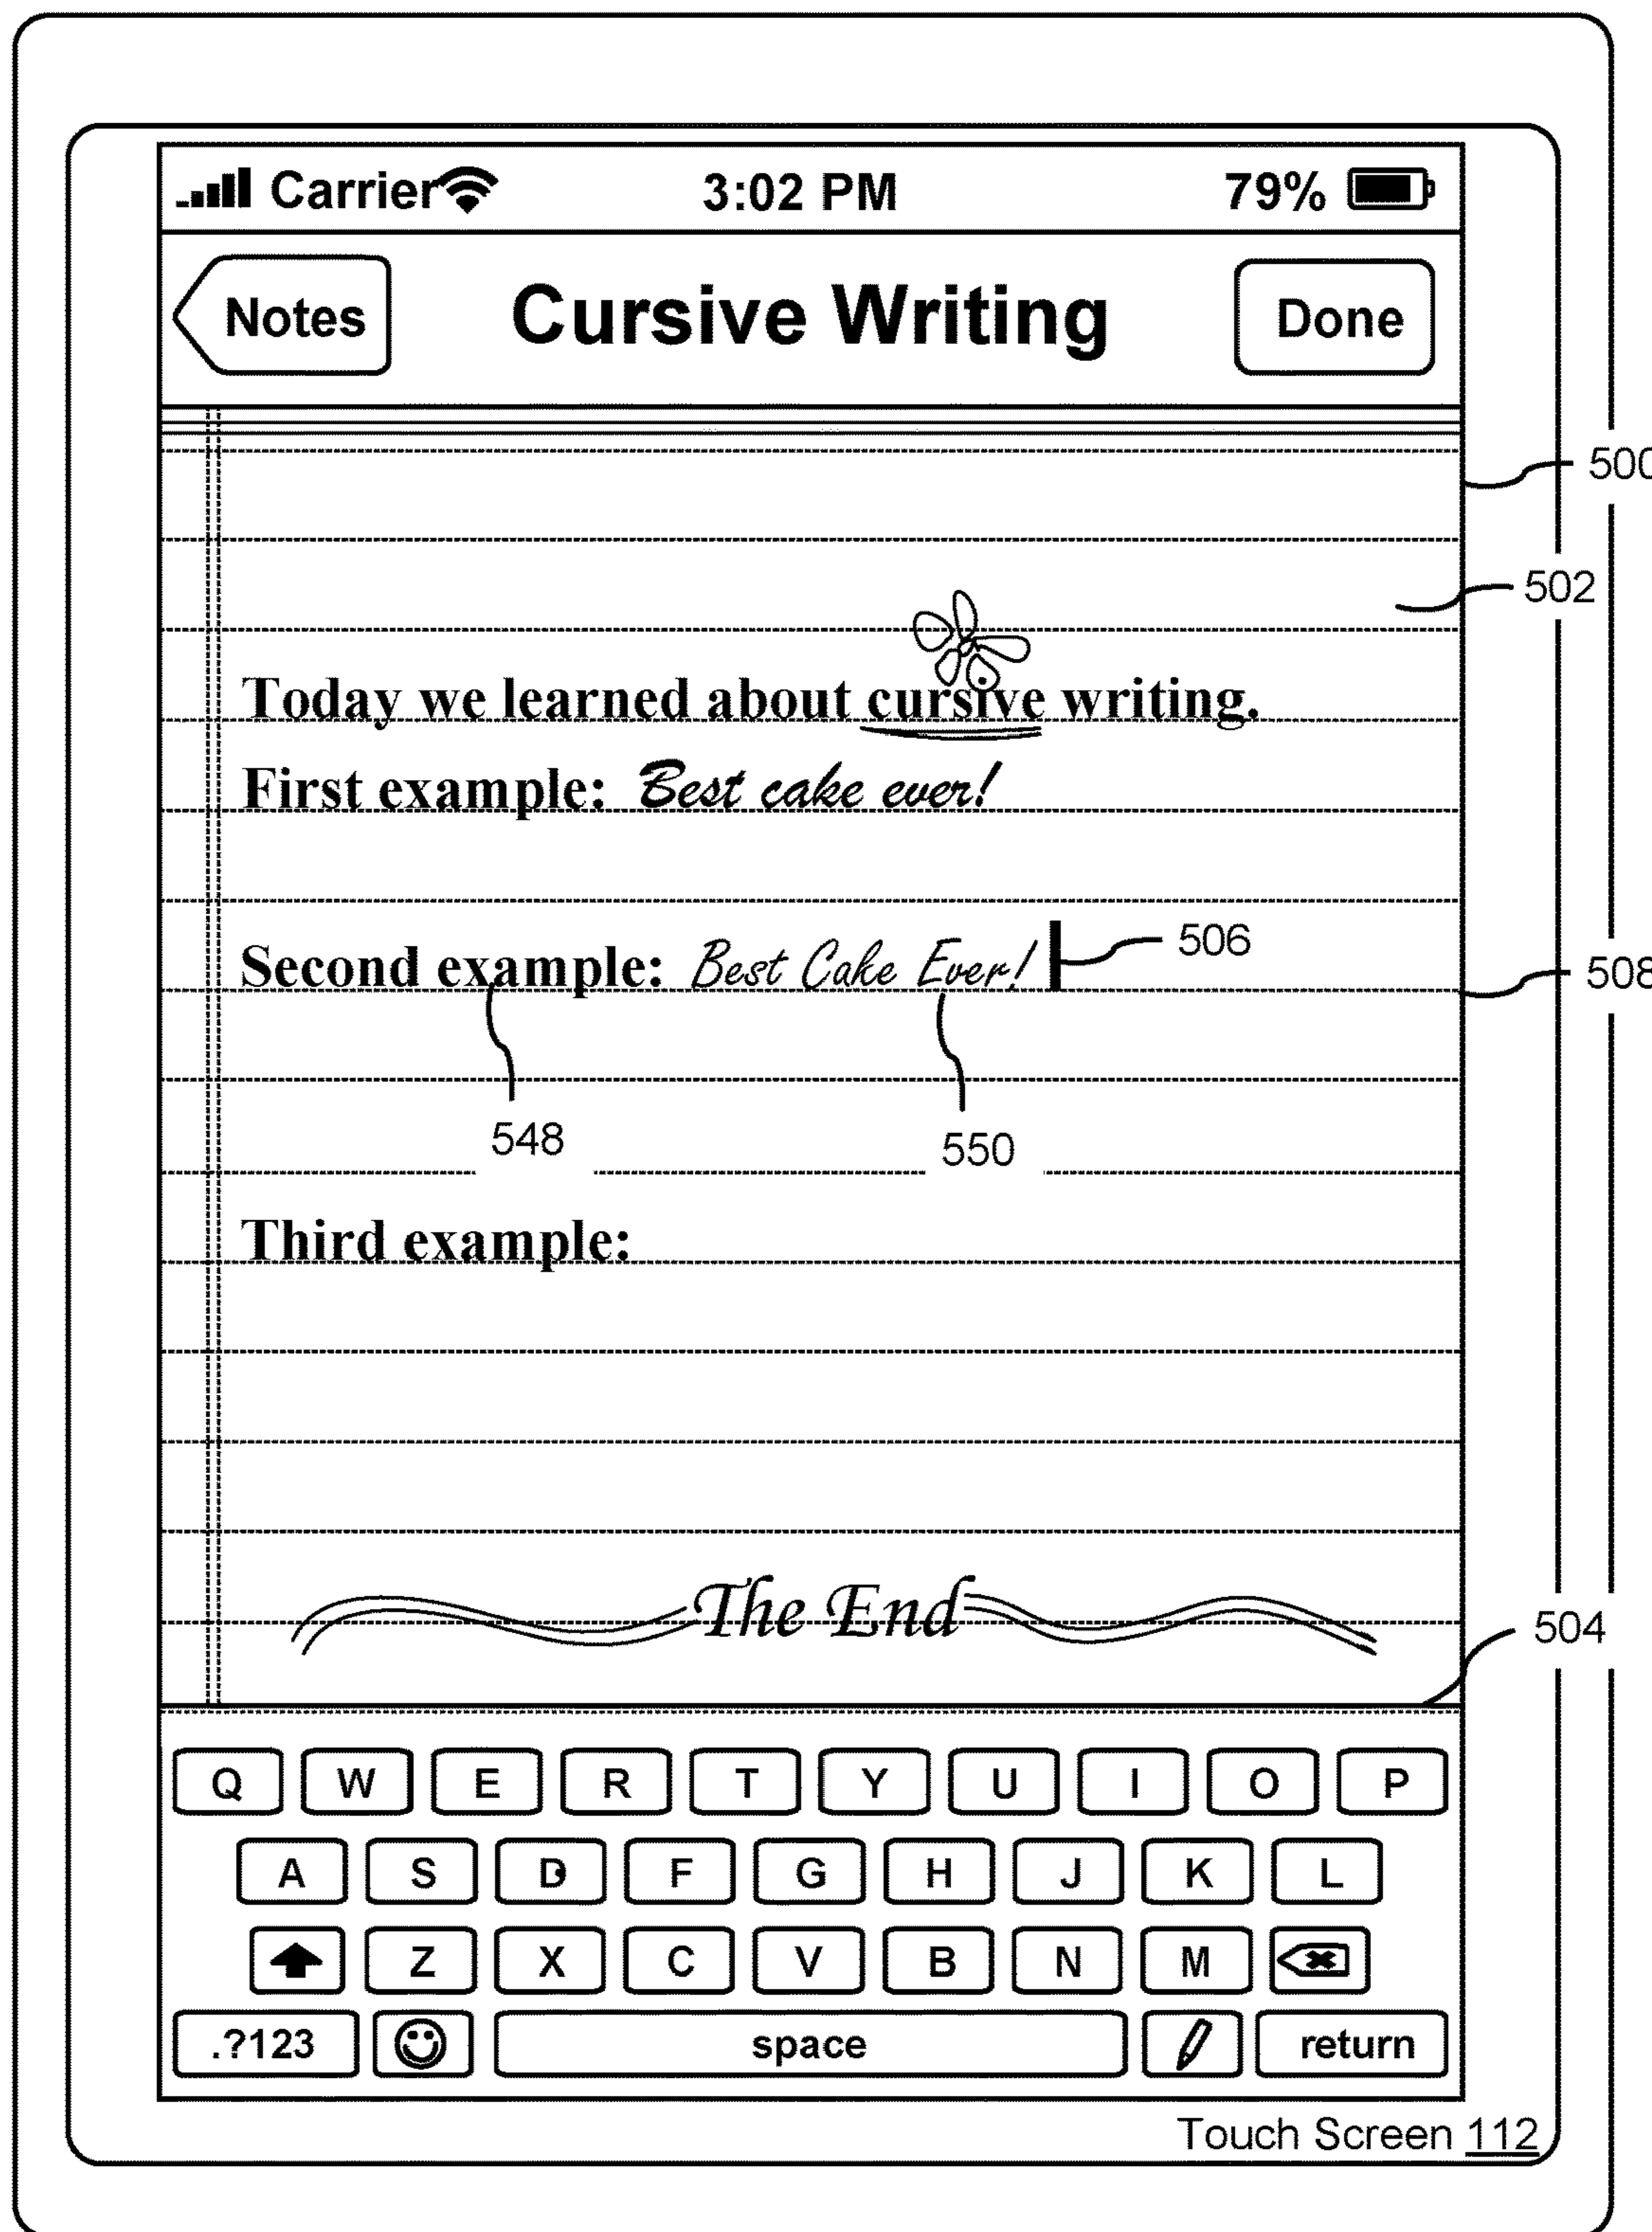 Carrier 3:02 PM 79%
Notes Cursive Writing Done
500
502
Today we learned about cursive writing.
First example: Best cake ever!
Second example: Best Cake Ever! 506
508
548 550
Third example:
The End
504
Q W E R T Y U I O P
A S D F G H J K L
Z X C V B N M
.?123 space return
Touch Screen 112